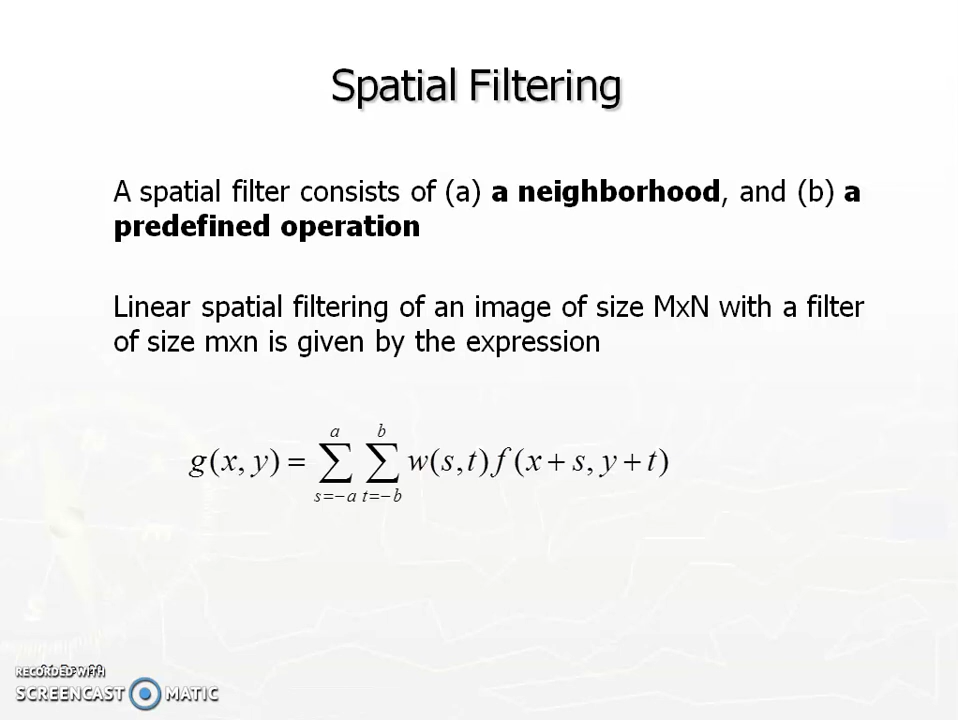 Spatial Filtering
A spatial filter consists of (a) a neighborhood, and (b) a
predefined operation
Linear spatial filtering of an image of size MxN with a filter
of size mxn is given by the expression
g(x, y) = ∑_{s=-a}^{a} ∑_{t=-b}^{b} w(s,t) f(x + s, y + t)
RECORDED WITH
SCREENCAST MATIC